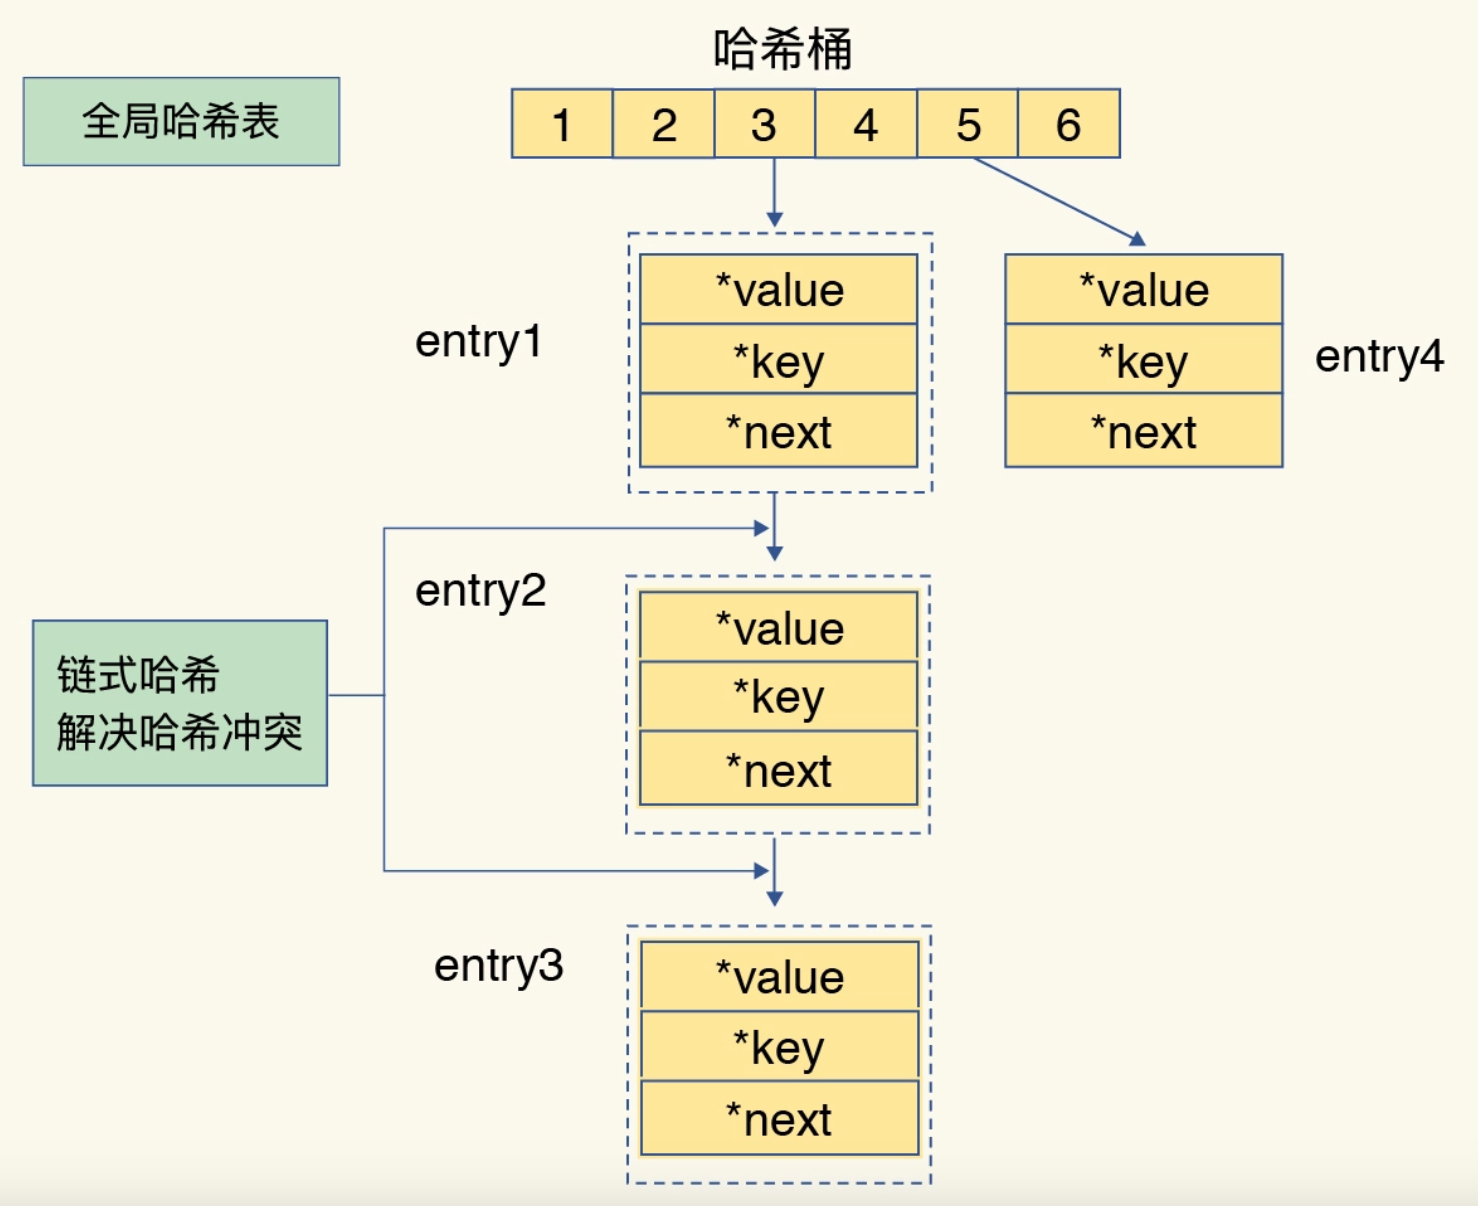 哈希桶
全局哈希表
1 2 3 4 5 6
entry1
*value
*key
*next
*value
*key
*next
entry4
entry2
*value
*key
*next
链式哈希
解决哈希冲突
entry3
*value
*key
*next